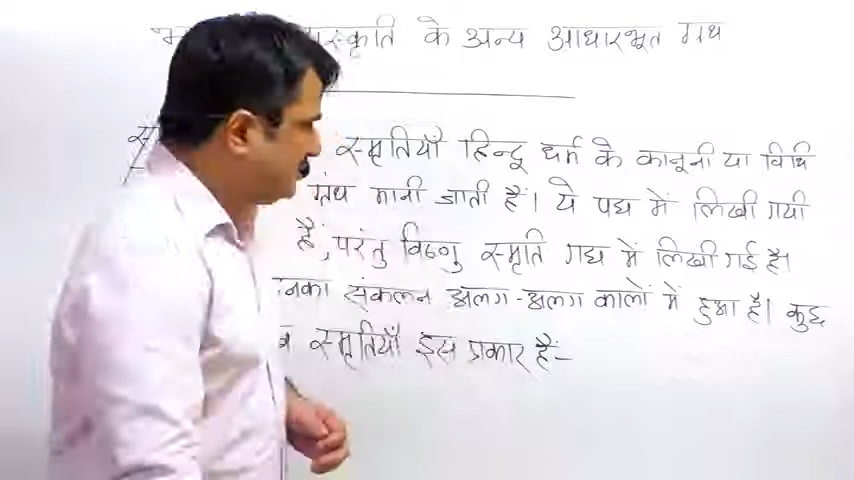 संस्कृति के अन्य आधारभूत ग्रंथ
स्मृतियाँ हिन्दू धर्म के कानूनी या विधि
ग्रंथ मानी जाती हैं। ये पद्य में लिखी गयी
हैं, परंतु विष्णु स्मृति गद्य में लिखी गई है।
इनका संकलन अलग-अलग कालों में हुआ है। कुछ
स्मृतियाँ इस प्रकार हैं-